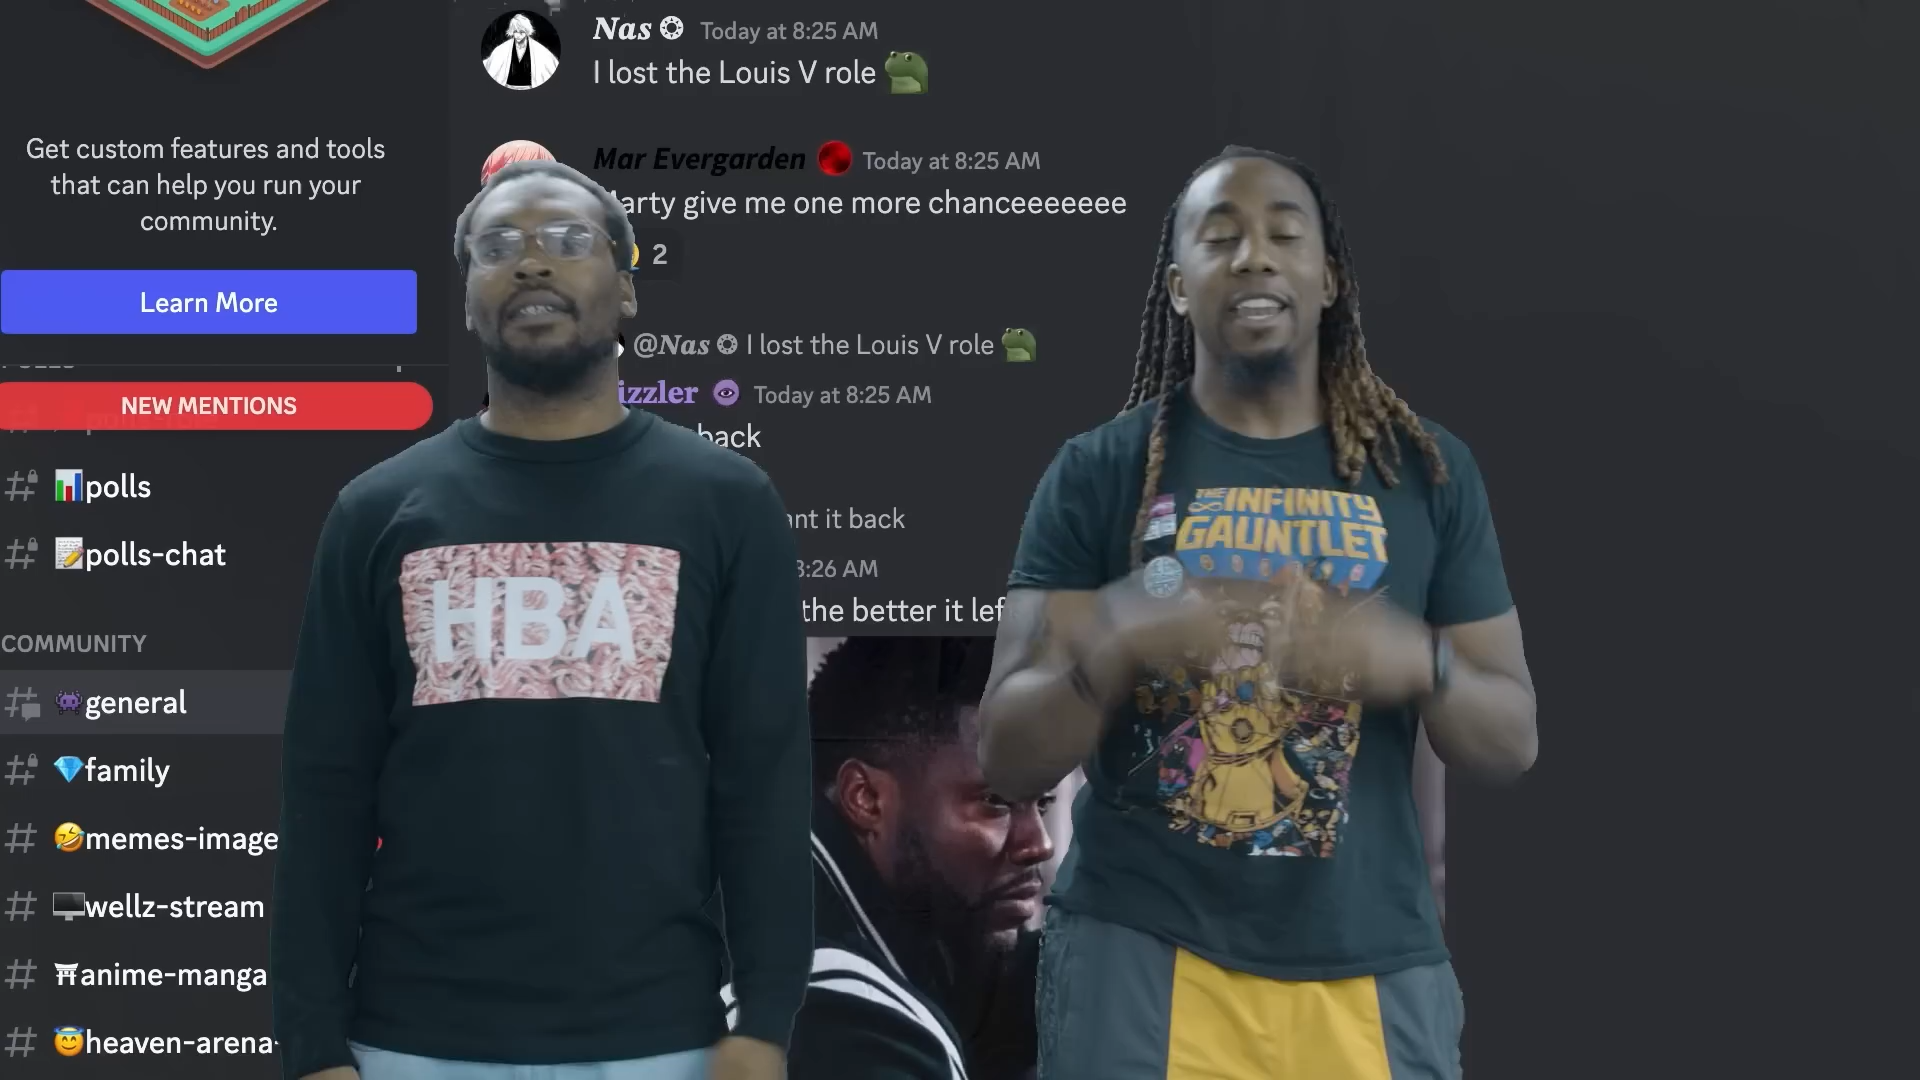 Get custom features and tools
that can help you run your
community.
Learn More
NEW MENTIONS
polls
polls-chat
COMMUNITY
general
family
memes-image
wellz-stream
anime-manga
heaven-arena-
Nas Today at 8:25 AM
I lost the Louis V role
Mar Evergarden Today at 8:25 AM
arty give me one more chanceeeeeee
2
@Nas I lost the Louis V role
izzler Today at 8:25 AM
back
nt it back
:26 AM
the better it lef
HBA
THE INFINITY
GAUNTLET